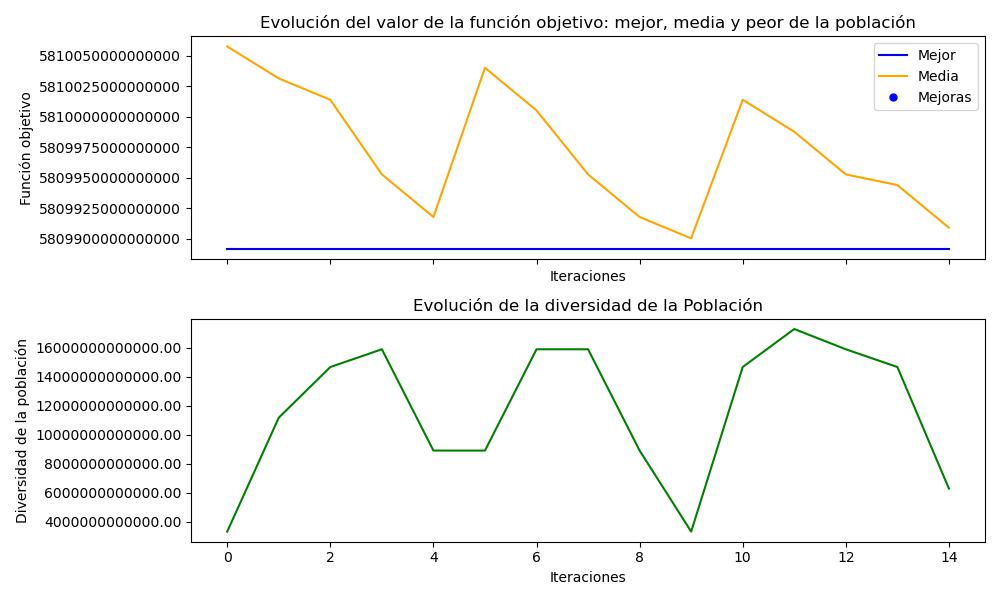 Evolución del valor de la función objetivo: mejor, media y peor de la población
5810050000000000
5810025000000000
5810000000000000
5809975000000000
5809950000000000
5809925000000000
5809900000000000
Función objetivo
Mejor
Media
Mejoras
Iteraciones
Evolución de la diversidad de la Población
16000000000000.00
14000000000000.00
12000000000000.00
10000000000000.00
8000000000000.00
6000000000000.00
4000000000000.00
Diversidad de la población
0 2 4 6 8 10 12 14
Iteraciones